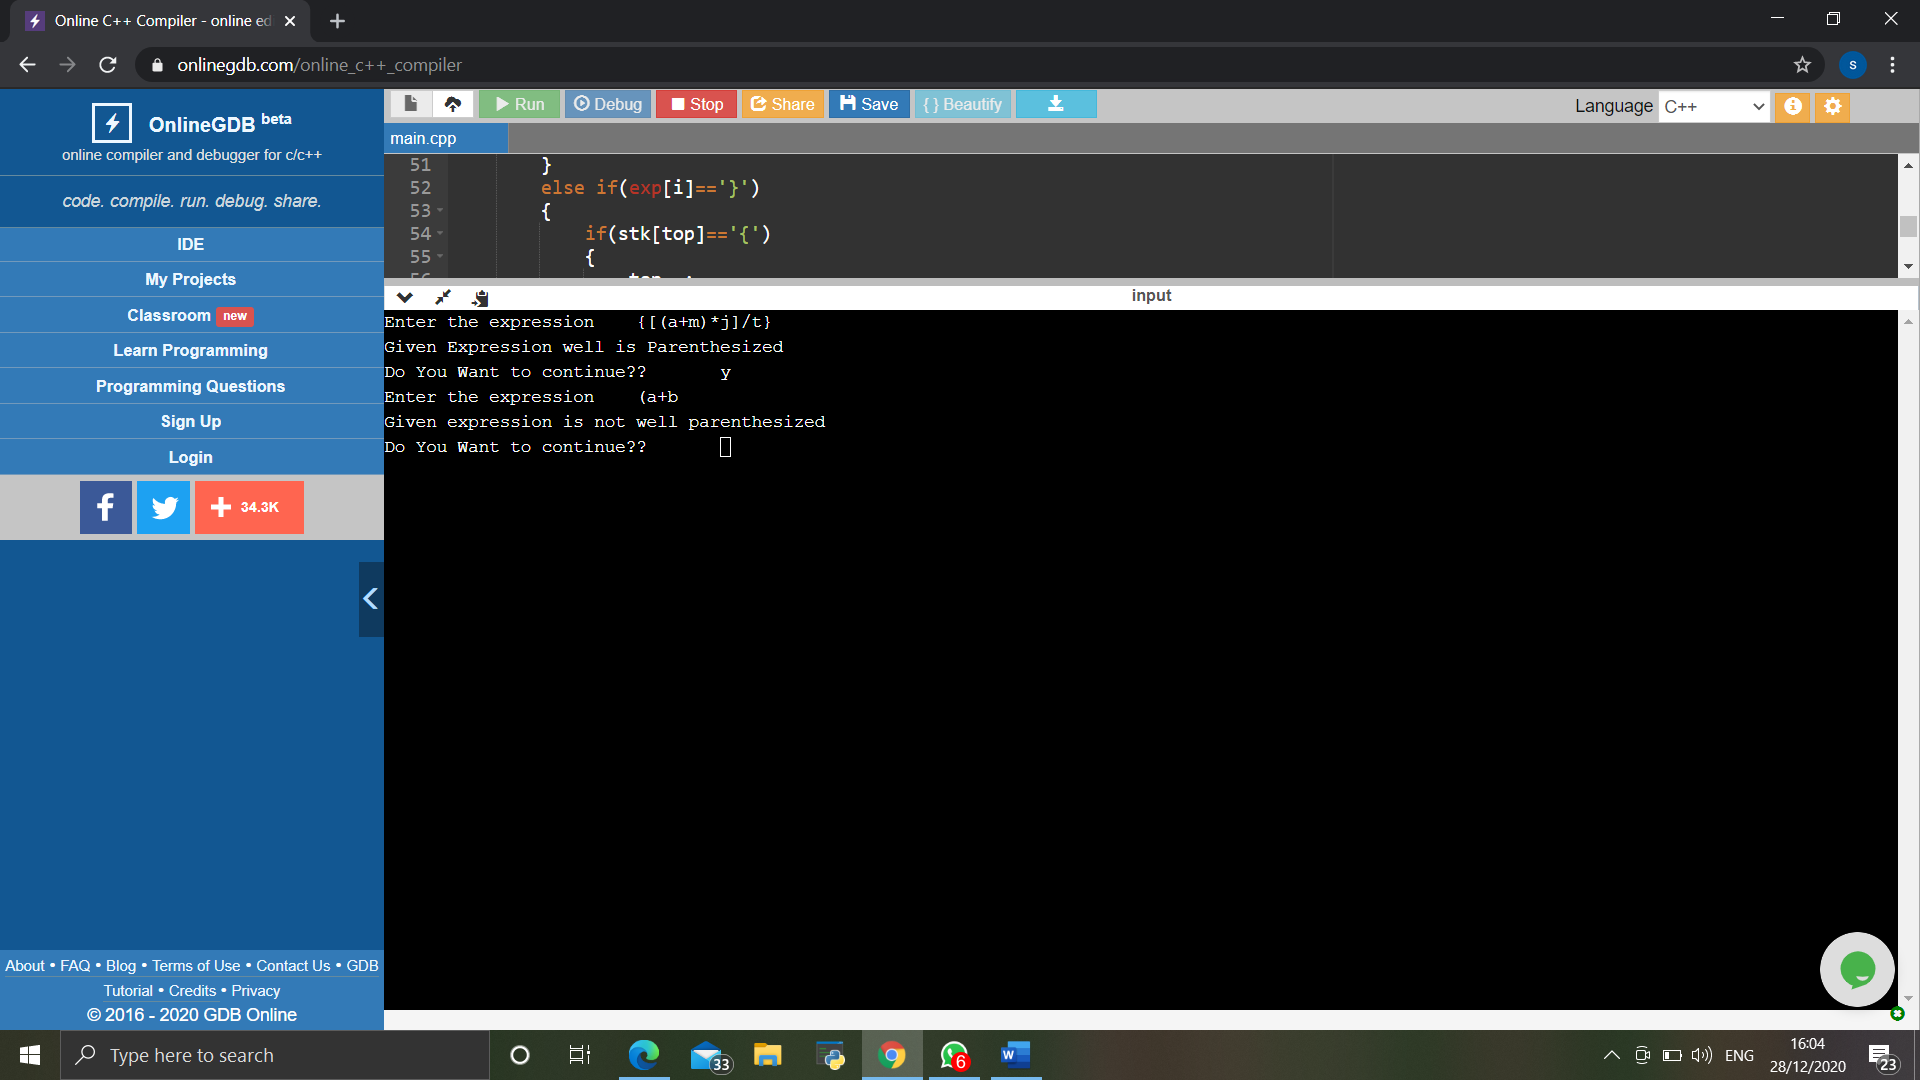 Online C++ Compiler - online ed
onlinegdb.com/online_c++_compiler
S
OnlineGDB beta
online compiler and debugger for c/c++
code. compile. run. debug. share.
IDE
My Projects
Classroom new
Learn Programming
Programming Questions
Sign Up
Login
34.3K
About • FAQ • Blog • Terms of Use • Contact Us • GDB
Tutorial • Credits • Privacy
© 2016 - 2020 GDB Online
Run Debug Stop Share Save { } Beautify
Language C++
main.cpp
51 }
52 else if(exp[i]=='}')
53 {
54 if(stk[top]=='{')
55 {
input
Enter the expression {[(a+m)*j]/t}
Given Expression well is Parenthesized
Do You Want to continue?? y
Enter the expression (a+b
Given expression is not well parenthesized
Do You Want to continue??
Type here to search
33
6
W
ENG
16:04
28/12/2020
23